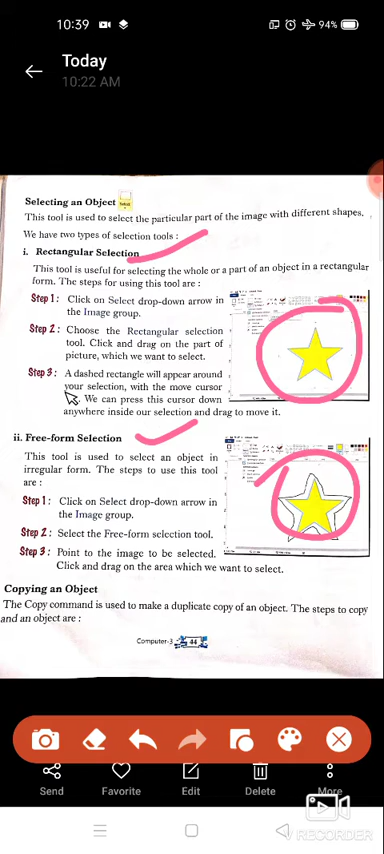 10:39
94%
Today
10:22 AM
Selecting an Object
This tool is used to select the particular part of the image with different shapes.
We have two types of selection tools :
i. Rectangular Selection
This tool is useful for selecting the whole or a part of an object in a rectangular
form. The steps for using this tool are :
Step 1: Click on Select drop-down arrow in
the Image group.
Step 2: Choose the Rectangular selection
tool. Click and drag on the part of
picture, which we want to select.
Step 3: A dashed rectangle will appear around
your selection, with the move cursor
We can press this cursor down
anywhere inside our selection and drag to move it.
ii. Free-form Selection
This tool is used to select an object in
irregular form. The steps to use this tool
are :
Step 1: Click on Select drop-down arrow in
the Image group.
Step 2: Select the Free-form selection tool.
Step 3: Point to the image to be selected.
Click and drag on the area which we want to select.
Copying an Object
The Copy command is used to make a duplicate copy of an object. The steps to copy
and an object are :
Computer-3 44
Send Favorite Edit Delete More
RECORDER